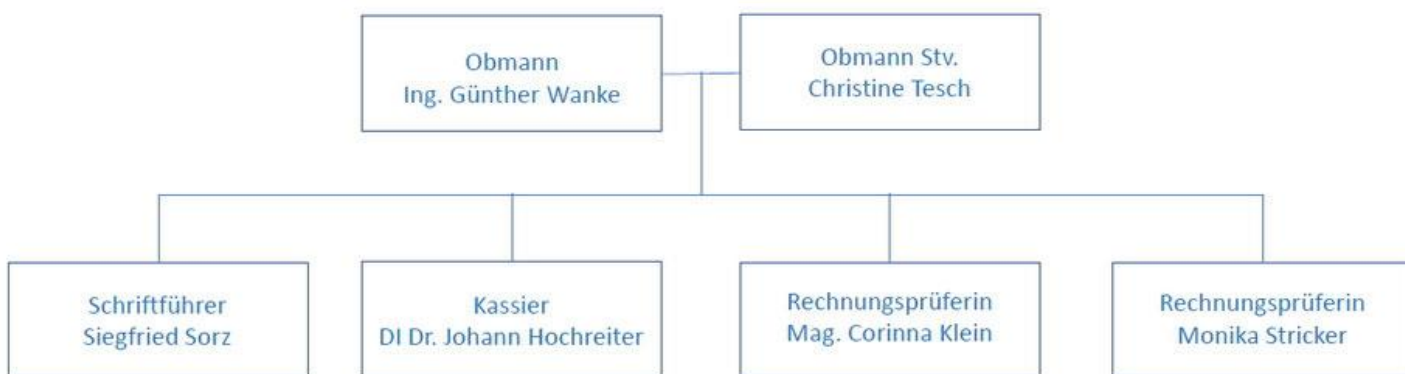 Obmann
Ing. Günther Wanke
Obmann Stv.
Christine Tesch
Schriftführer
Siegfried Sorz
Kassier
DI Dr. Johann Hochreiter
Rechnungsprüferin
Mag. Corinna Klein
Rechnungsprüferin
Monika Stricker